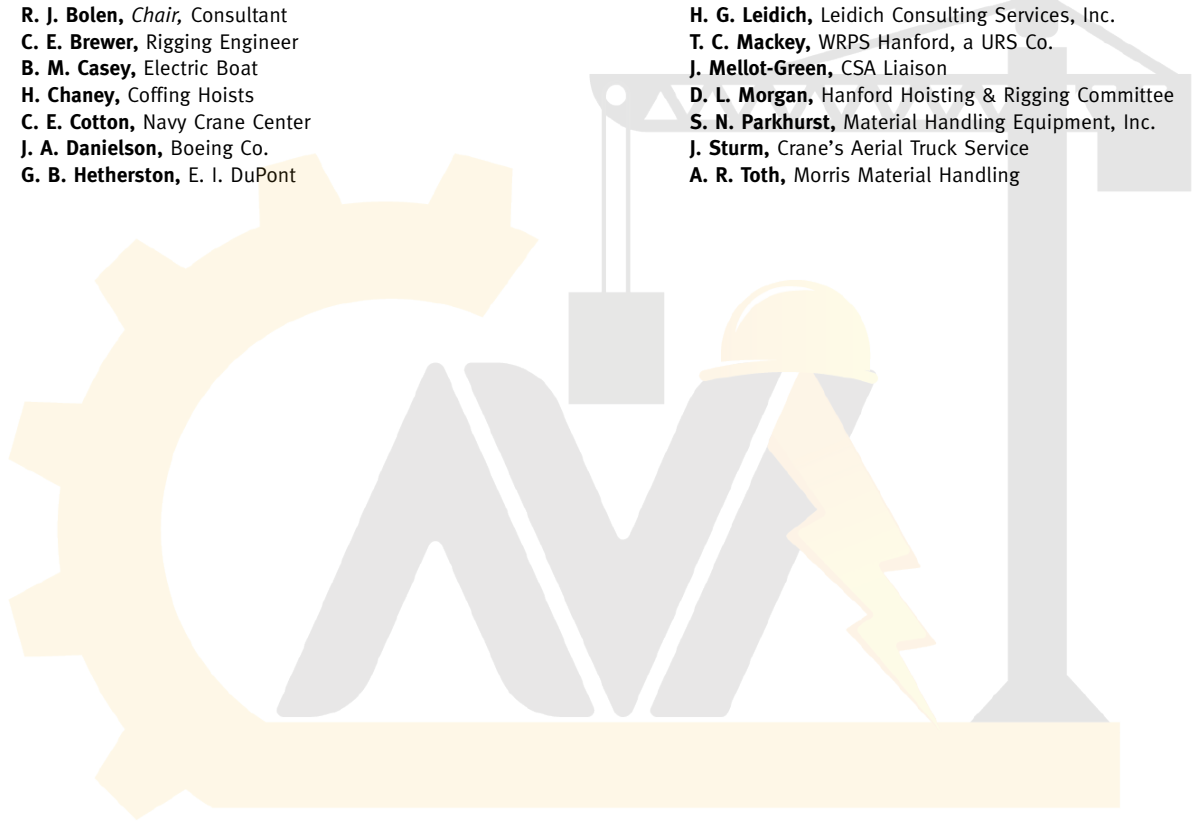 R. J. Bolen, Chair, Consultant
C. E. Brewer, Rigging Engineer
B. M. Casey, Electric Boat
H. Chaney, Coffing Hoists
C. E. Cotton, Navy Crane Center
J. A. Danielson, Boeing Co.
G. B. Hetherston, E. I. DuPont
H. G. Leidich, Leidich Consulting Services, Inc.
T. C. Mackey, WRPS Hanford, a URS Co.
J. Mellot-Green, CSA Liaison
D. L. Morgan, Hanford Hoisting & Rigging Committee
S. N. Parkhurst, Material Handling Equipment, Inc.
J. Sturm, Crane's Aerial Truck Service
A. R. Toth, Morris Material Handling